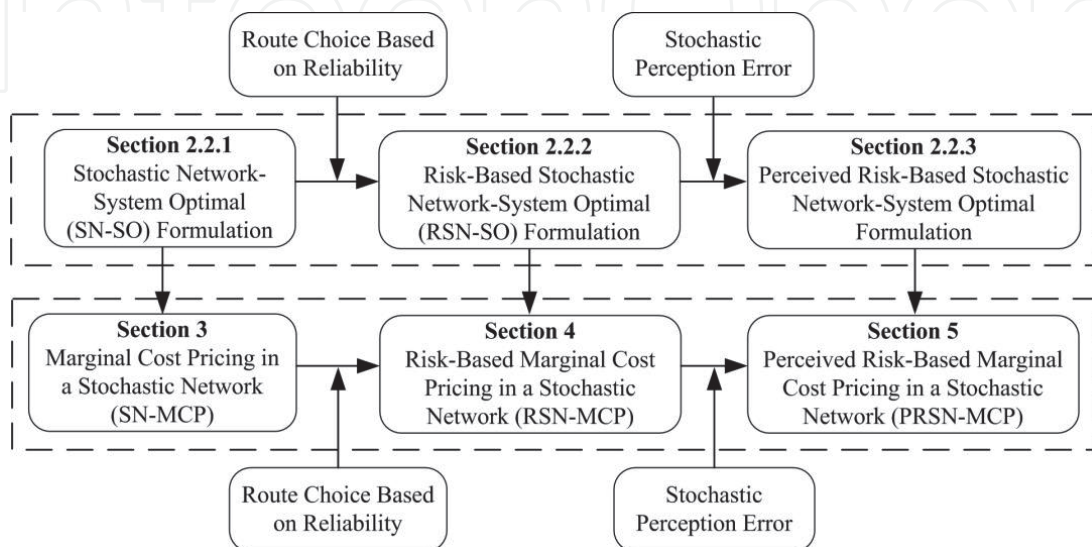 Route Choice Based
on Reliability
Stochastic
Perception Error
Section 2.2.1
Stochastic Network-
System Optimal
(SN-SO) Formulation
Section 2.2.2
Risk-Based Stochastic
Network-System Optimal
(RSN-SO) Formulation
Section 2.2.3
Perceived Risk-Based Stochastic
Network-System Optimal
Formulation
Section 3
Marginal Cost Pricing in
a Stochastic Network
(SN-MCP)
Section 4
Risk-Based Marginal Cost
Pricing in a Stochastic
Network (RSN-MCP)
Section 5
Perceived Risk-Based Marginal
Cost Pricing in a Stochastic
Network (PRSN-MCP)
Route Choice Based
on Reliability
Stochastic
Perception Error